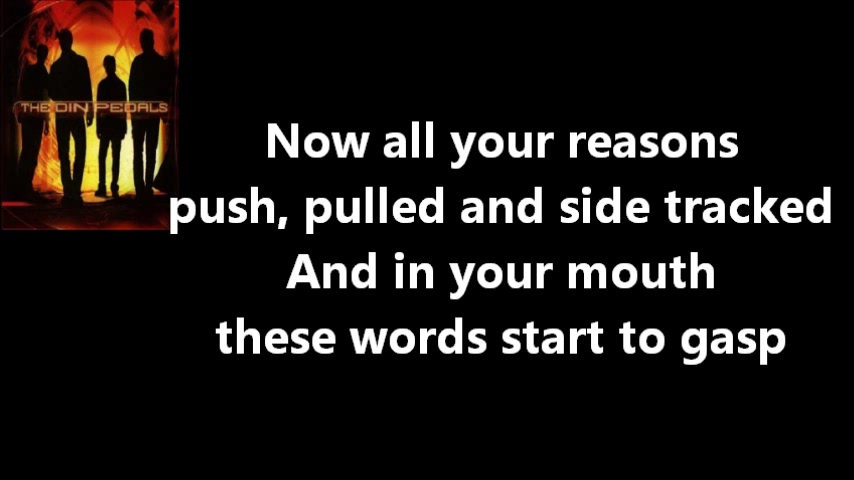 THE DIN PEDALS
Now all your reasons
push, pulled and side tracked
And in your mouth
these words start to gasp